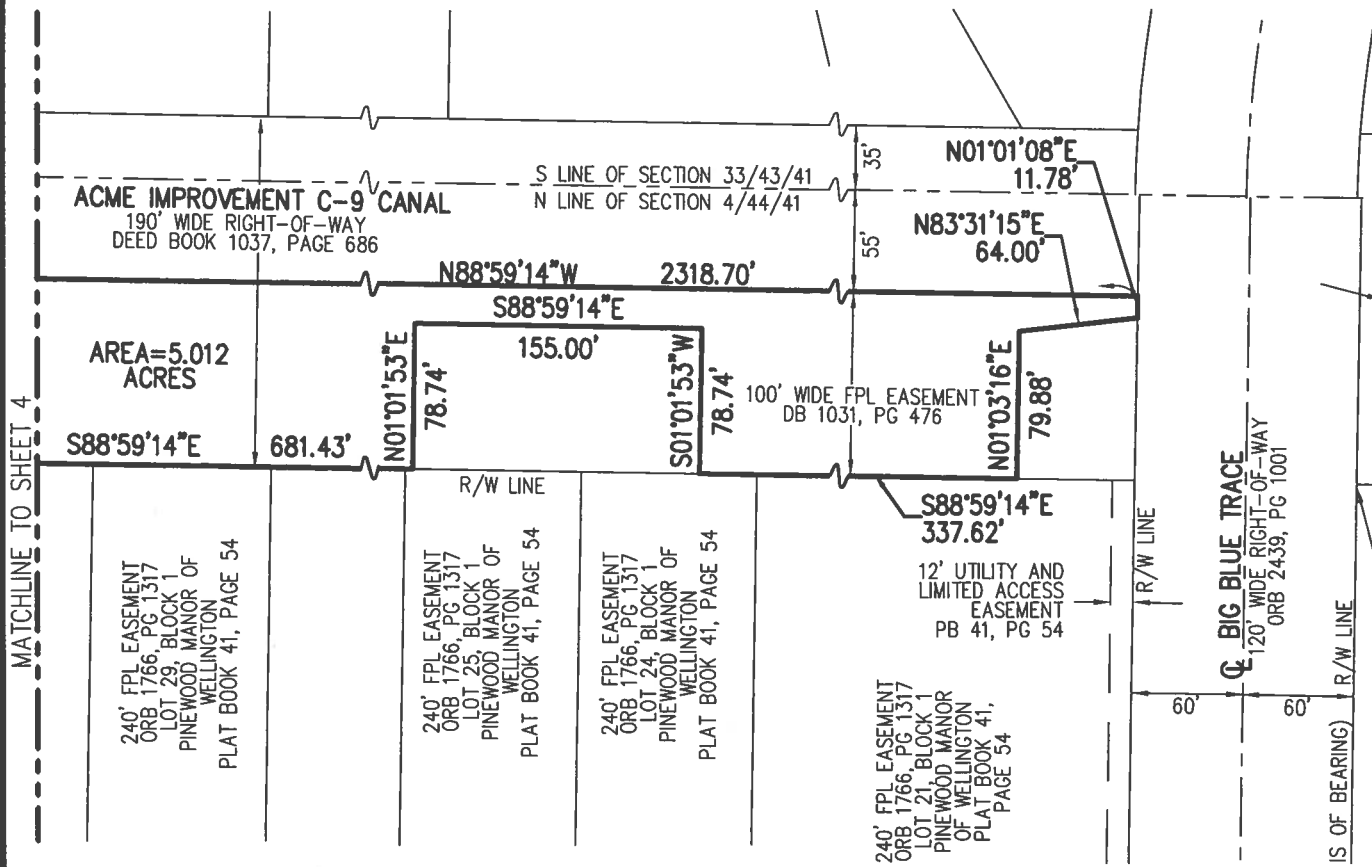 MATCHLINE TO SHEET 4
ACME IMPROVEMENT C-9 CANAL
190' WIDE RIGHT-OF-WAY
DEED BOOK 1037, PAGE 686
S LINE OF SECTION 33/43/41
N LINE OF SECTION 4/44/41
35'
55'
N01°01'08"E
11.78'
N83°31'15"E
64.00'
N88°59'14"W 2318.70'
S88°59'14"E
155.00'
AREA=5.012
ACRES
N01°01'53"E
78.74'
S01°01'53"W
78.74'
100' WIDE FPL EASEMENT
DB 1031, PG 476
N01°03'16"E
79.88'
S88°59'14"E 681.43'
R/W LINE
S88°59'14"E
337.62'
12' UTILITY AND
LIMITED ACCESS
EASEMENT
PB 41, PG 54
R/W LINE
240' FPL EASEMENT
ORB 1766, PG 1317
LOT 29, BLOCK 1
PINEWOOD MANOR OF
WELLINGTON
PLAT BOOK 41, PAGE 54
240' FPL EASEMENT
ORB 1766, PG 1317
LOT 25, BLOCK 1
PINEWOOD MANOR OF
WELLINGTON
PLAT BOOK 41, PAGE 54
240' FPL EASEMENT
ORB 1766, PG 1317
LOT 24, BLOCK 1
PINEWOOD MANOR OF
WELLINGTON
PLAT BOOK 41, PAGE 54
240' FPL EASEMENT
ORB 1766, PG 1317
LOT 21, BLOCK 1
PINEWOOD MANOR
OF WELLINGTON
PLAT BOOK 41,
PAGE 54
℄ BIG BLUE TRACE
120' WIDE RIGHT-OF-WAY
ORB 2439, PG 1001
60'
60'
R/W LINE
IS OF BEARING)